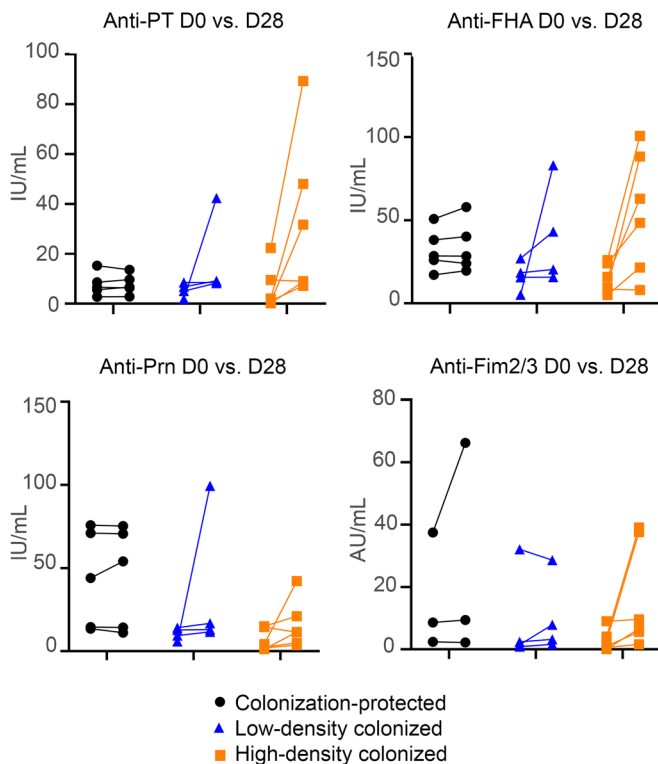 Anti-PT D0 vs. D28
100
80
60
40
20
0
IU/mL
Anti-FHA D0 vs. D28
150
100
50
0
IU/mL
Anti-Prn D0 vs. D28
150
100
50
0
IU/mL
Anti-Fim2/3 D0 vs. D28
80
60
40
20
0
AU/mL
Colonization-protected
Low-density colonized
High-density colonized